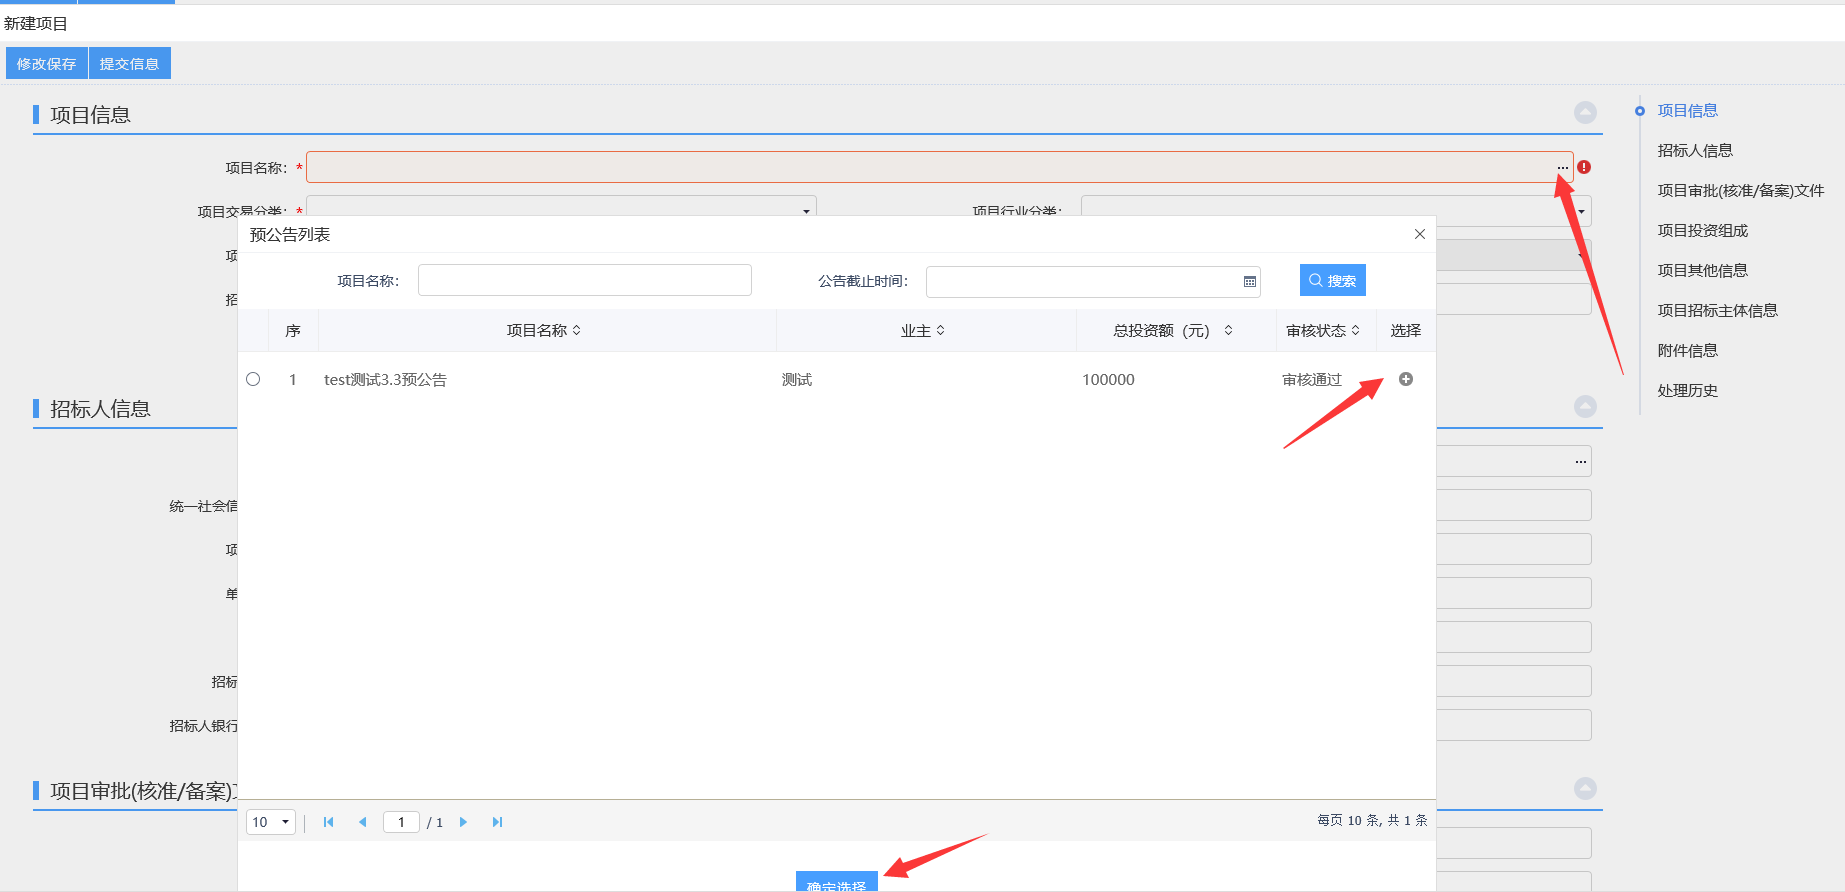 新建项目
修改保存 提交信息
项目信息
项目名称：*
项目交易分类：* 项目行业分类：
项
招
预公告列表
项目名称： 公告截止时间： 搜索
序 项目名称 业主 总投资额（元） 审核状态 选择
1 test测试3.3预公告 测试 100000 审核通过
招标人信息
统一社会信
项
单
招标
招标人银行
项目审批(核准/备案)文
10 1 / 1 每页 10 条, 共 1 条
确定选择
项目信息
招标人信息
项目审批(核准/备案)文件
项目投资组成
项目其他信息
项目招标主体信息
附件信息
处理历史